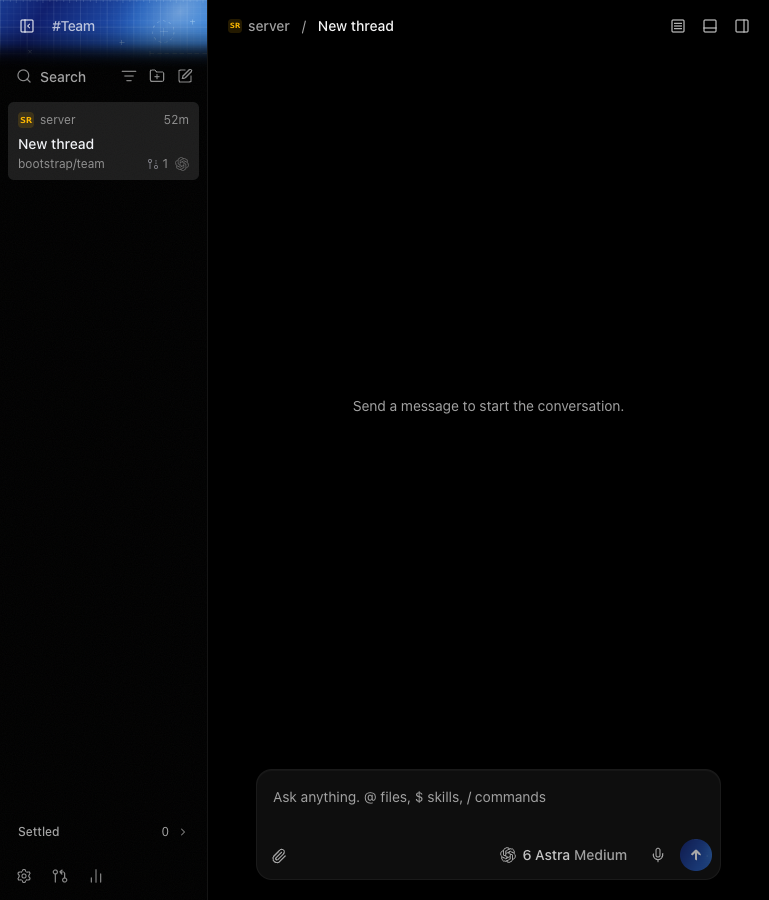 #Team
Search
SR server 52m
New thread
bootstrap/team 1
Settled 0
SR server / New thread
Send a message to start the conversation.
Ask anything. @ files, $ skills, / commands
6 Astra Medium